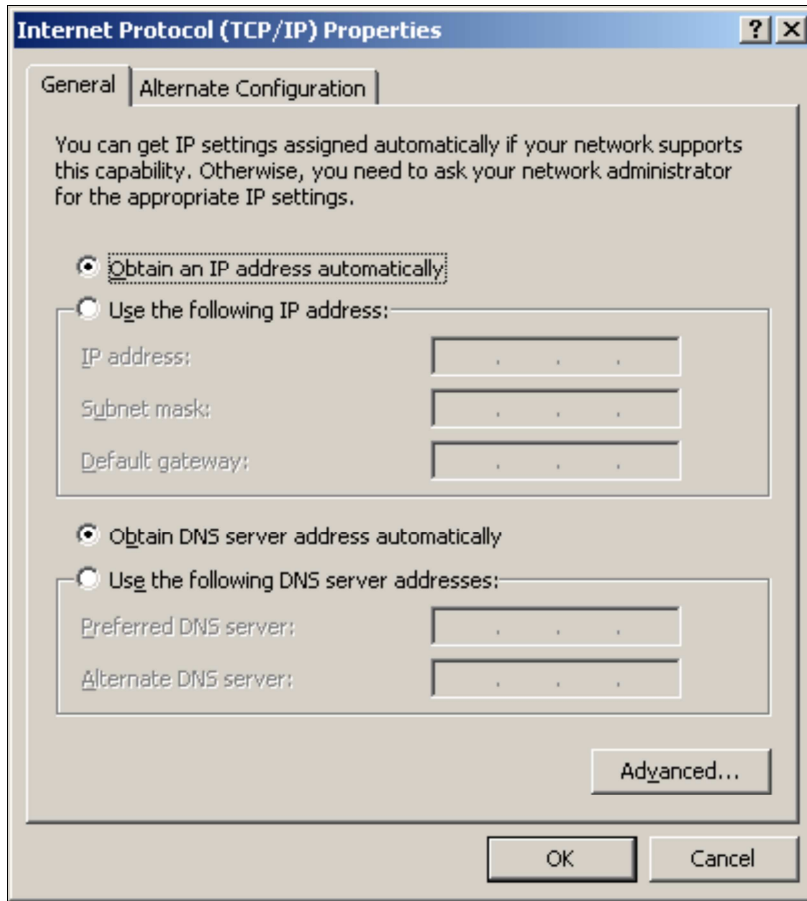 Internet Protocol (TCP/IP) Properties
General
Alternate Configuration
You can get IP settings assigned automatically if your network supports
this capability. Otherwise, you need to ask your network administrator
for the appropriate IP settings.
Obtain an IP address automatically
Use the following IP address:
IP address:
Subnet mask:
Default gateway:
Obtain DNS server address automatically
Use the following DNS server addresses:
Preferred DNS server:
Alternate DNS server:
Advanced...
OK
Cancel